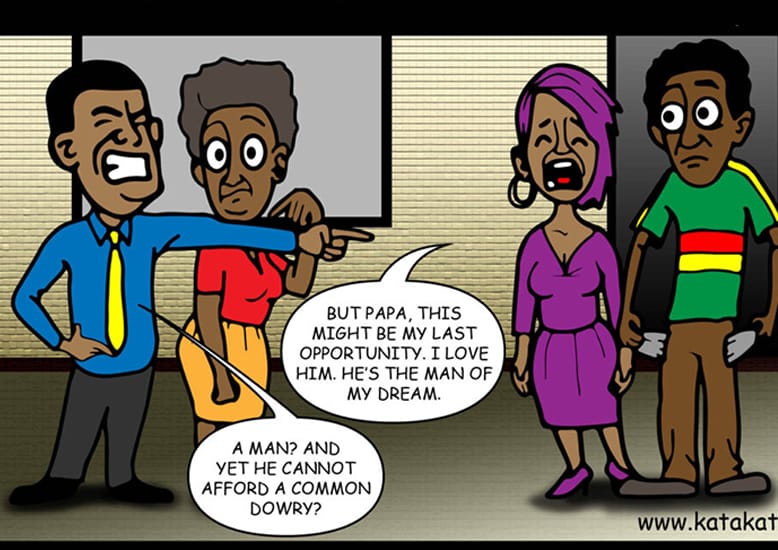 BUT PAPA, THIS
MIGHT BE MY LAST
OPPORTUNITY. I LOVE
HIM. HE'S THE MAN OF
MY DREAM.
A MAN? AND
YET HE CANNOT
AFFORD A COMMON
DOWRY?
www.katakat